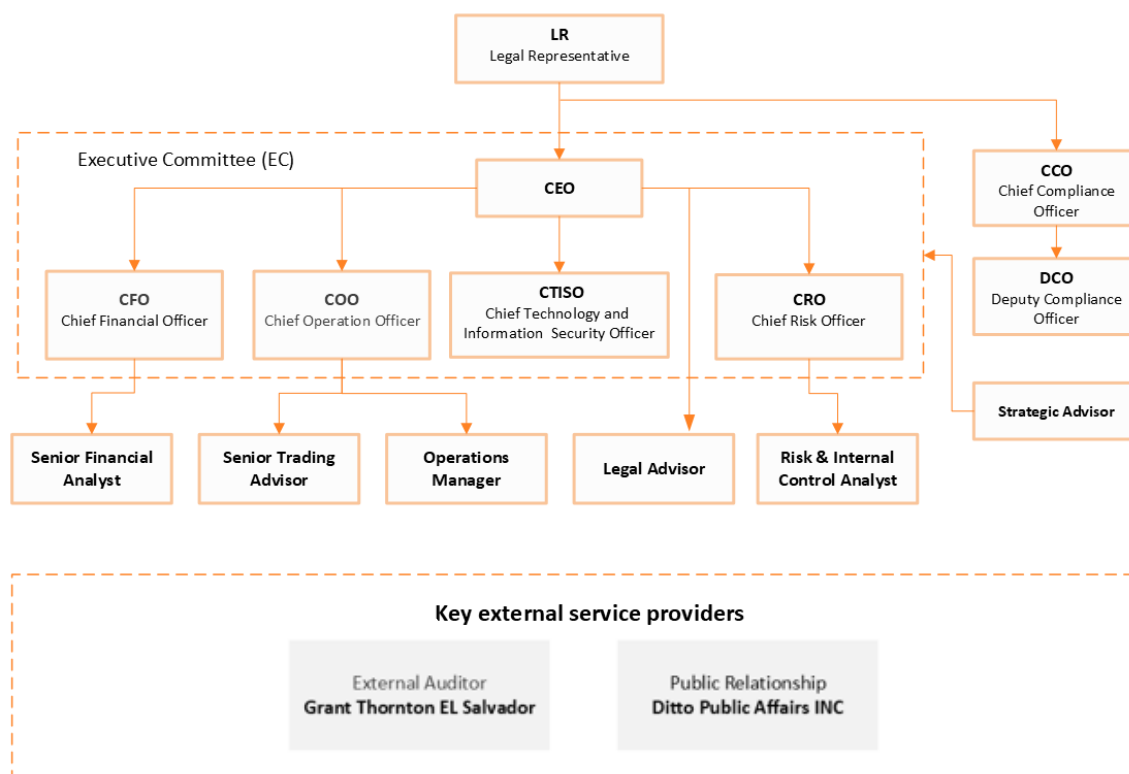 LR
Legal Representative
Executive Committee (EC)
CEO
CCO
Chief Compliance
Officer
CFO
Chief Financial Officer
COO
Chief Operation Officer
CTISO
Chief Technology and
Information Security Officer
CRO
Chief Risk Officer
DCO
Deputy Compliance
Officer
Strategic Advisor
Senior Financial
Analyst
Senior Trading
Advisor
Operations
Manager
Legal Advisor
Risk & Internal
Control Analyst
Key external service providers
External Auditor
Grant Thornton EL Salvador
Public Relationship
Ditto Public Affairs INC